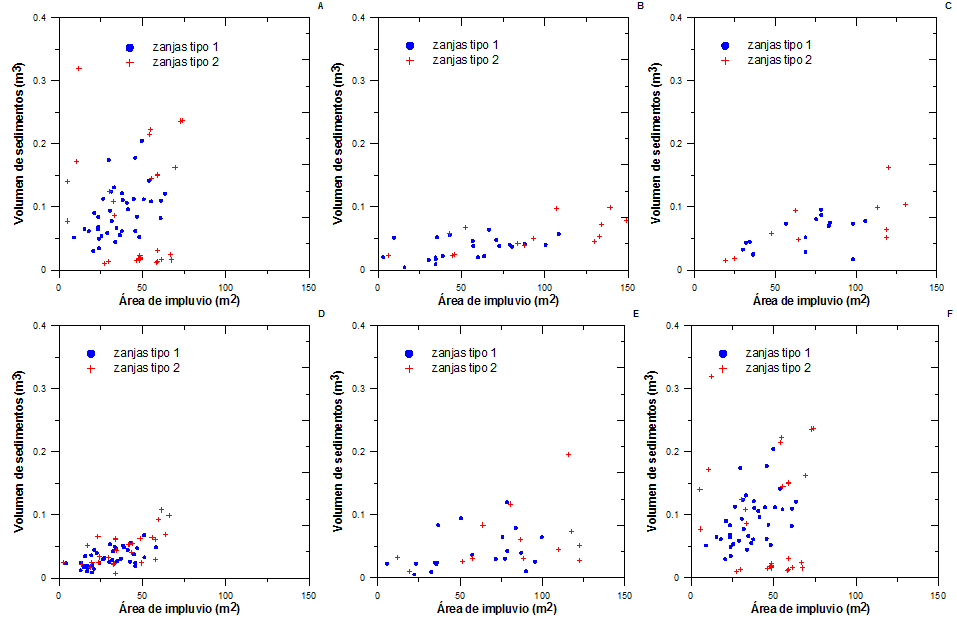 A
0.4
0.3
0.2
0.1
0
Volumen de sedimentos (m3)
zanjas tipo 1
zanjas tipo 2
0 50 100 150
Área de impluvio (m2)
B
0.4
0.3
0.2
0.1
0
Volumen de sedimentos (m3)
zanjas tipo 1
zanjas tipo 2
0 50 100 150
Área de impluvio (m2)
C
0.4
0.3
0.2
0.1
0
Volumen de sedimentos (m3)
zanjas tipo 1
zanjas tipo 2
0 50 100 150
Área de impluvio (m2)
D
0.4
0.3
0.2
0.1
0
Volumen de sedimentos (m3)
zanjas tipo 1
zanjas tipo 2
0 50 100 150
Área de impluvio (m2)
E
0.4
0.3
0.2
0.1
0
Volumen de sedimentos (m3)
zanjas tipo 1
zanjas tipo 2
0 50 100 150
Área de impluvio (m2)
F
0.4
0.3
0.2
0.1
0
Volumen de sedimentos (m3)
zanjas tipo 1
zanjas tipo 2
0 50 100 150
Área de impluvio (m2)